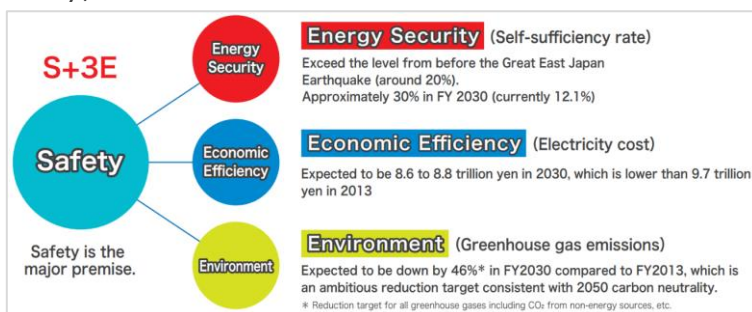 S+3E
Safety
Safety is the
major premise.
Energy
Security
Energy Security (Self-sufficiency rate)
Exceed the level from before the Great East Japan
Earthquake (around 20%).
Approximately 30% in FY 2030 (currently 12.1%)
Economic
Efficiency
Economic Efficiency (Electricity cost)
Expected to be 8.6 to 8.8 trillion yen in 2030, which is lower than 9.7 trillion
yen in 2013
Environment
Environment (Greenhouse gas emissions)
Expected to be down by 46%* in FY2030 compared to FY2013, which is
an ambitious reduction target consistent with 2050 carbon neutrality.
* Reduction target for all greenhouse gases including CO₂ from non-energy sources, etc.